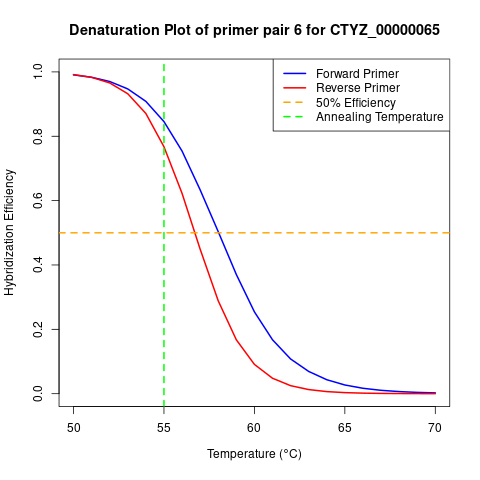 Denaturation Plot of primer pair 6 for CTYZ_00000065
Forward Primer
Reverse Primer
50% Efficiency
Annealing Temperature
Hybridization Efficiency
1.0
0.8
0.6
0.4
0.2
0.0
50
55
60
65
70
Temperature (°C)